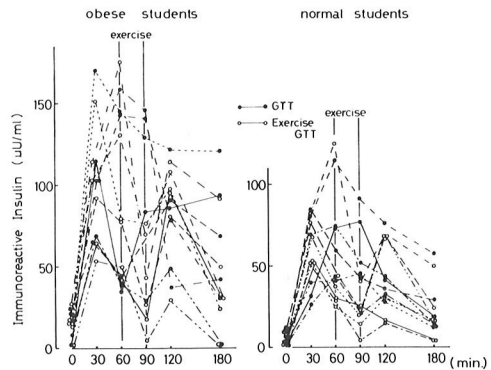 obese students
normal students
exercise
150
100
50
0
Immunoreactive Insulin (uU/ml)
0 30 60 90 120 180
GTT
Exercise
GTT
exercise
100
50
0
0 30 60 90 120 180 (min.)